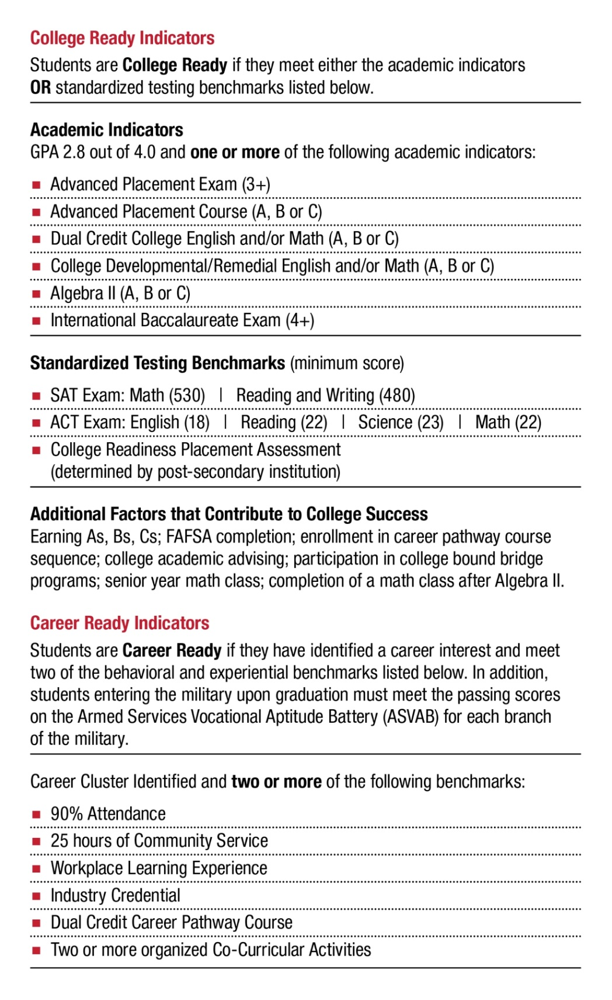 College Ready Indicators
Students are College Ready if they meet either the academic indicators
OR standardized testing benchmarks listed below.
Academic Indicators
GPA 2.8 out of 4.0 and one or more of the following academic indicators:
■ Advanced Placement Exam (3+)
■ Advanced Placement Course (A, B or C)
■ Dual Credit College English and/or Math (A, B or C)
■ College Developmental/Remedial English and/or Math (A, B or C)
■ Algebra II (A, B or C)
■ International Baccalaureate Exam (4+)
Standardized Testing Benchmarks (minimum score)
■ SAT Exam: Math (530) | Reading and Writing (480)
■ ACT Exam: English (18) | Reading (22) | Science (23) | Math (22)
■ College Readiness Placement Assessment
(determined by post-secondary institution)
Additional Factors that Contribute to College Success
Earning As, Bs, Cs; FAFSA completion; enrollment in career pathway course
sequence; college academic advising; participation in college bound bridge
programs; senior year math class; completion of a math class after Algebra II.
Career Ready Indicators
Students are Career Ready if they have identified a career interest and meet
two of the behavioral and experiential benchmarks listed below. In addition,
students entering the military upon graduation must meet the passing scores
on the Armed Services Vocational Aptitude Battery (ASVAB) for each branch
of the military.
Career Cluster Identified and two or more of the following benchmarks:
■ 90% Attendance
■ 25 hours of Community Service
■ Workplace Learning Experience
■ Industry Credential
■ Dual Credit Career Pathway Course
■ Two or more organized Co-Curricular Activities